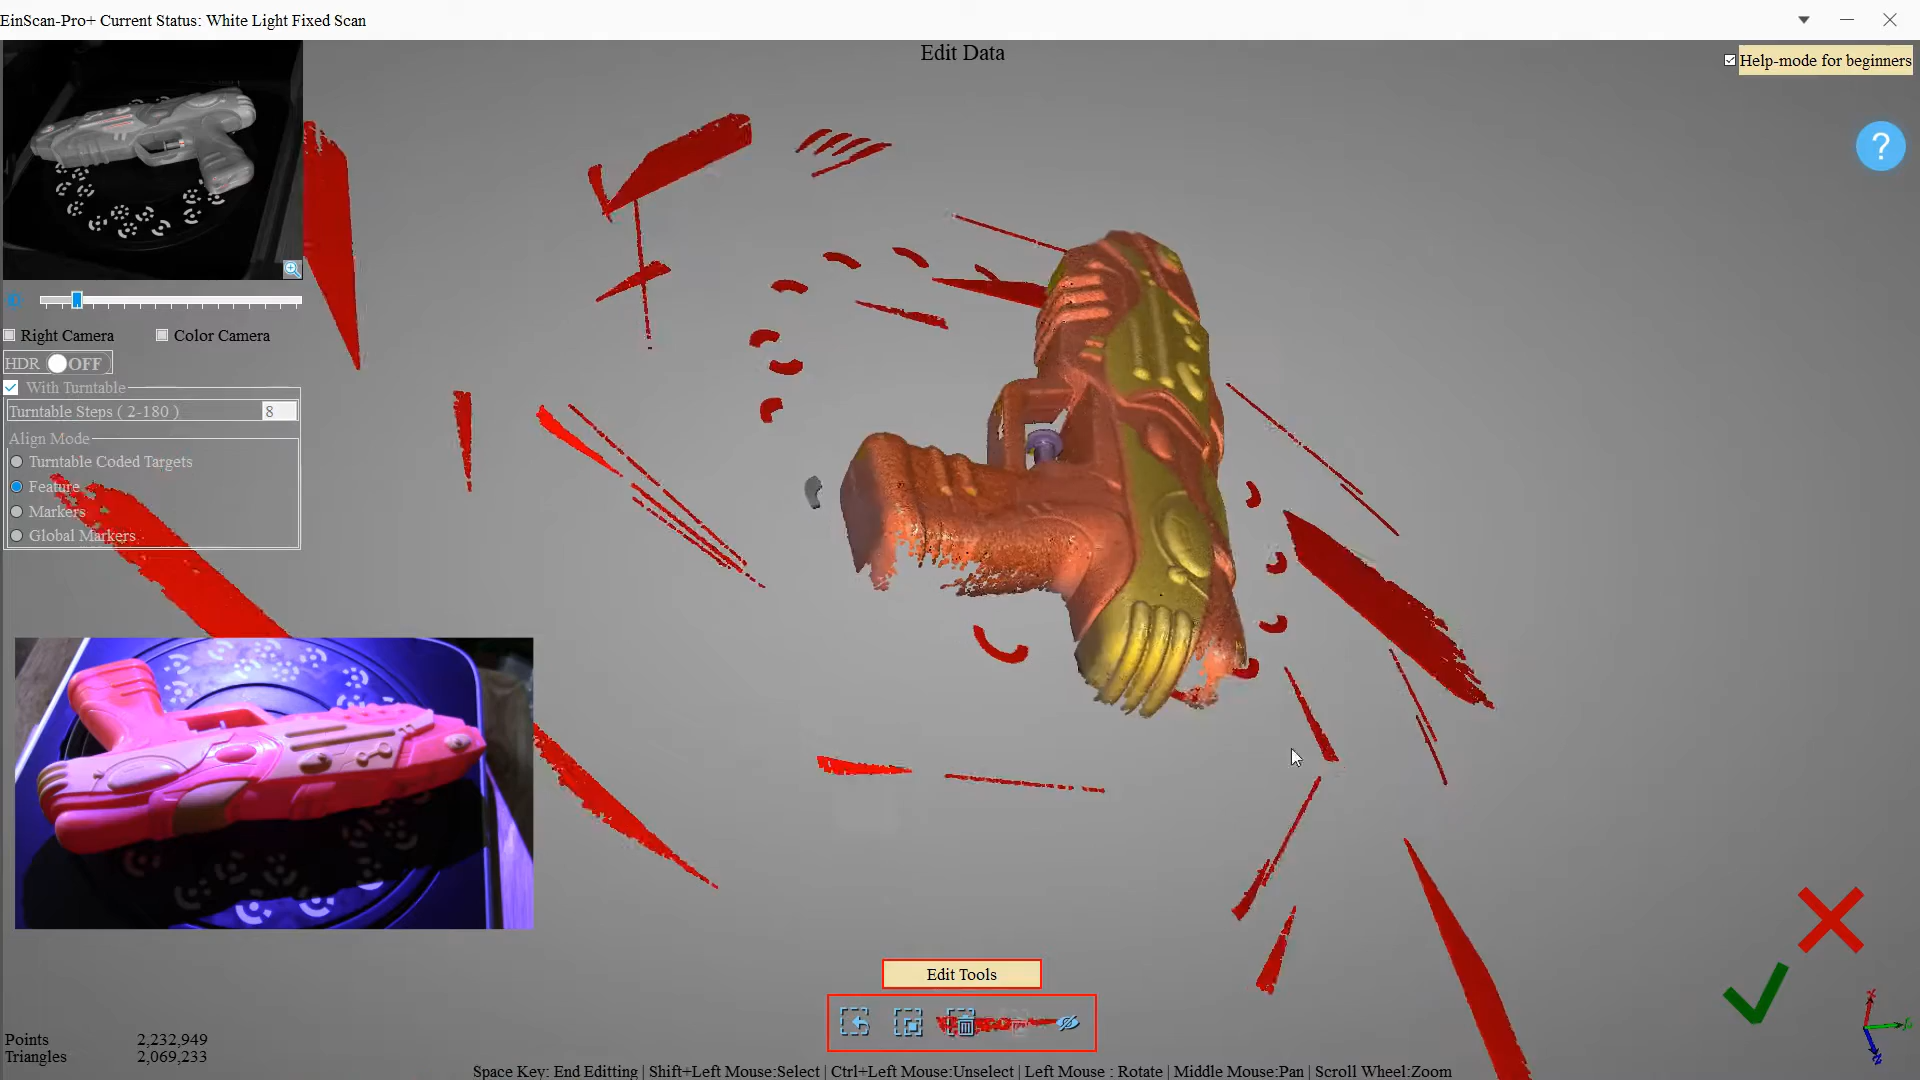 EinScan-Pro+ Current Status: White Light Fixed Scan
Edit Data
Help-mode for beginners
?
Right Camera
Color Camera
HDR OFF
With Turntable
Turntable Steps ( 2-180 ) 8
Align Mode
Turntable Coded Targets
Feature
Markers
Global Markers
Edit Tools
Points 2,232,949
Triangles 2,069,233
Space Key: End Editting | Shift+Left Mouse:Select | Ctrl+Left Mouse:Unselect | Left Mouse : Rotate | Middle Mouse:Pan | Scroll Wheel:Zoom